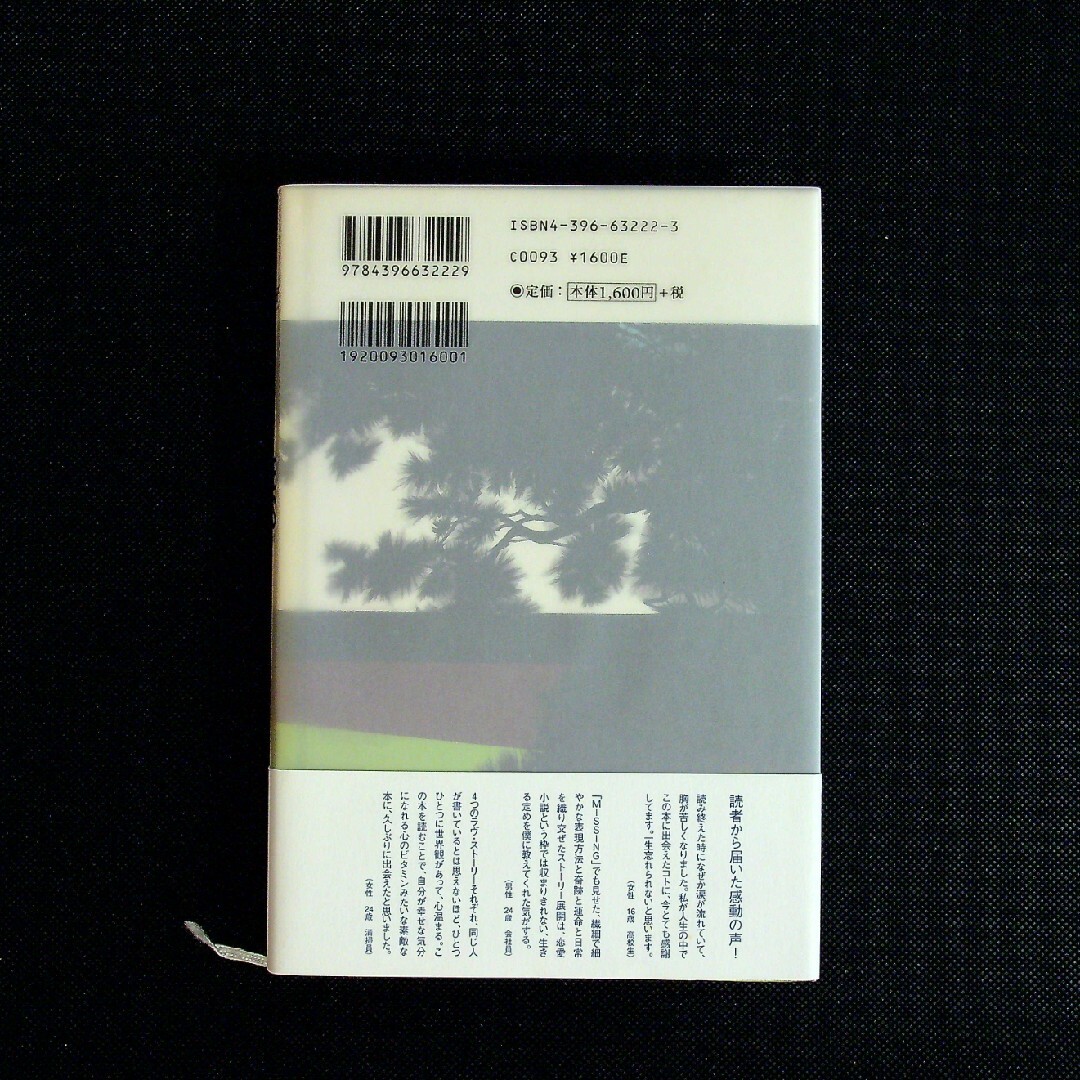 ISBN4-396-63222-3
9784396632229
C0093 ¥1600E
◉定価：本体1,600円+税
1920093016001
読者から届いた感動の声！
読み終えた時になぜか涙が流れていて、
胸が苦しくなりました。私が人生の中で
この本に出会えたコトに、今とても感謝
してます。一生忘れられないと思います。
（女性　16歳　高校生）
『MISSING』でも見せた、繊細で細
やかな表現方法と奇跡と運命と日常
を織り交ぜたストーリー展開は、恋愛
小説という枠では収まりきれない、生き
る定めを僕に教えてくれた気がする。
（男性　24歳　会社員）
4つのラヴ・ストーリーそれぞれ、同じ人
が書いているとは思えないほど、ひとつ
ひとつに世界観があって、心温まる。こ
の本を読むことで、自分が幸せな気分
になれる心のビタミンみたいな素敵な
本に、久しぶりに出会えたと思いました。
（女性　24歳　消防員）